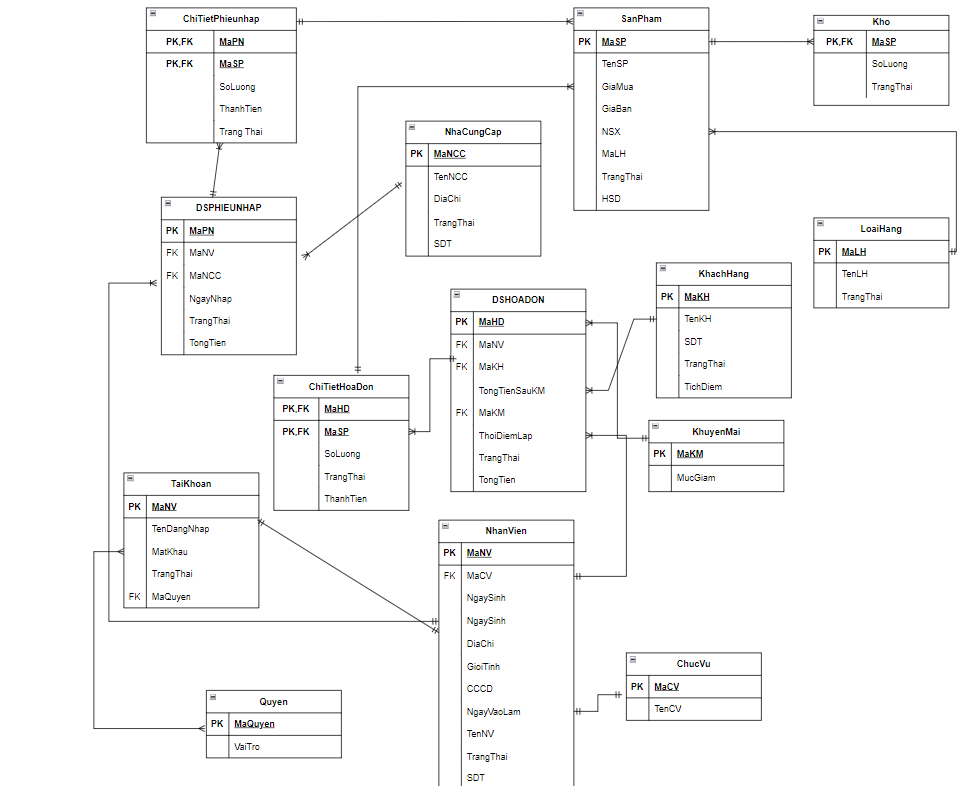 ChiTietPhieunhap
PK,FK MaPN
PK,FK MaSP
SoLuong
ThanhTien
Trang Thai
SanPham
PK MaSP
TenSP
GiaMua
GiaBan
NSX
MaLH
TrangThai
HSD
Kho
PK,FK MaSP
SoLuong
TrangThai
NhaCungCap
PK MaNCC
TenNCC
DiaChi
TrangThai
SDT
DSPHIEUNHAP
PK MaPN
FK MaNV
FK MaNCC
NgayNhap
TrangThai
TongTien
LoaiHang
PK MaLH
TenLH
TrangThai
KhachHang
PK MaKH
TenKH
SDT
TrangThai
TichDiem
DSHOADON
PK MaHD
FK MaNV
FK MaKH
TongTienSauKM
FK MaKM
ThoiDiemLap
TrangThai
TongTien
ChiTietHoaDon
PK,FK MaHD
PK,FK MaSP
SoLuong
TrangThai
ThanhTien
KhuyenMai
PK MaKM
MucGiam
TaiKhoan
PK MaNV
TenDangNhap
MatKhau
TrangThai
FK MaQuyen
NhanVien
PK MaNV
FK MaCV
NgaySinh
NgaySinh
DiaChi
GioiTinh
CCCD
NgayVaoLam
TenNV
TrangThai
SDT
ChucVu
PK MaCV
TenCV
Quyen
PK MaQuyen
VaiTro